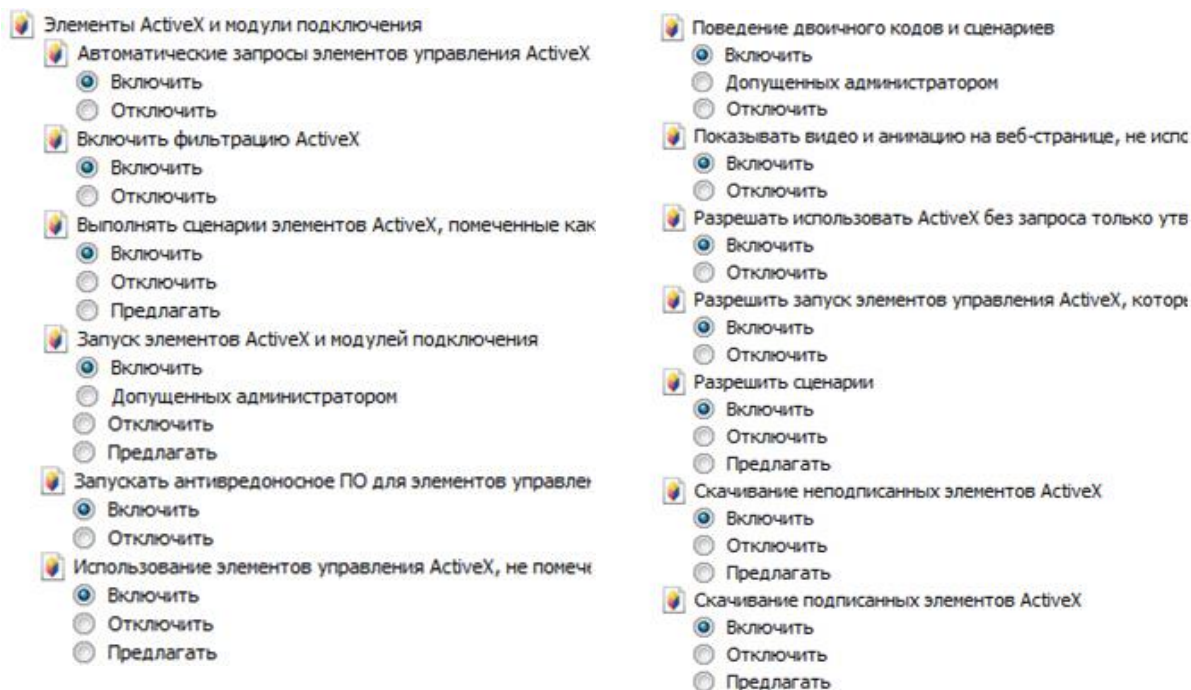 Элементы ActiveX и модули подключения
Автоматические запросы элементов управления ActiveX
Включить
Отключить
Включить фильтрацию ActiveX
Включить
Отключить
Выполнять сценарии элементов ActiveX, помеченные как
Включить
Отключить
Предлагать
Запуск элементов ActiveX и модулей подключения
Включить
Допущенных администратором
Отключить
Предлагать
Запускать антивредоносное ПО для элементов управлен
Включить
Отключить
Использование элементов управления ActiveX, не помече
Включить
Отключить
Предлагать
Поведение двоичного кодов и сценариев
Включить
Допущенных администратором
Отключить
Показывать видео и анимацию на веб-странице, не испо
Включить
Отключить
Разрешать использовать ActiveX без запроса только утв
Включить
Отключить
Разрешить запуск элементов управления ActiveX, которы
Включить
Отключить
Разрешить сценарии
Включить
Отключить
Предлагать
Скачивание неподписанных элементов ActiveX
Включить
Отключить
Предлагать
Скачивание подписанных элементов ActiveX
Включить
Отключить
Предлагать